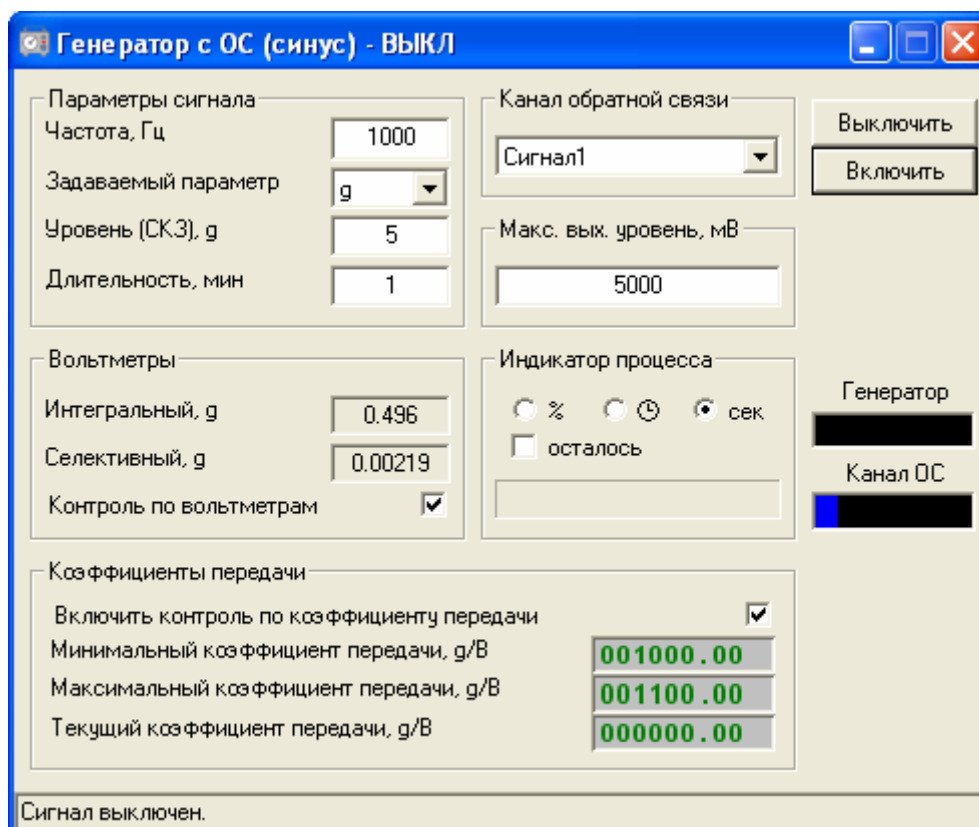 Генератор с ОС (синус) - ВЫКЛ
Параметры сигнала
Частота, Гц 1000
Задаваемый параметр g
Уровень (СКЗ), g 5
Длительность, мин 1
Канал обратной связи
Сигнал1
Макс. вых. уровень, мВ
5000
Выключить
Включить
Вольтметры
Интегральный, g 0.496
Селективный, g 0.00219
Контроль по вольтметрам
Индикатор процесса
% сек
осталось
Генератор
Канал ОС
Коэффициенты передачи
Включить контроль по коэффициенту передачи
Минимальный коэффициент передачи, g/В 001000.00
Максимальный коэффициент передачи, g/В 001100.00
Текущий коэффициент передачи, g/В 000000.00
Сигнал выключен.